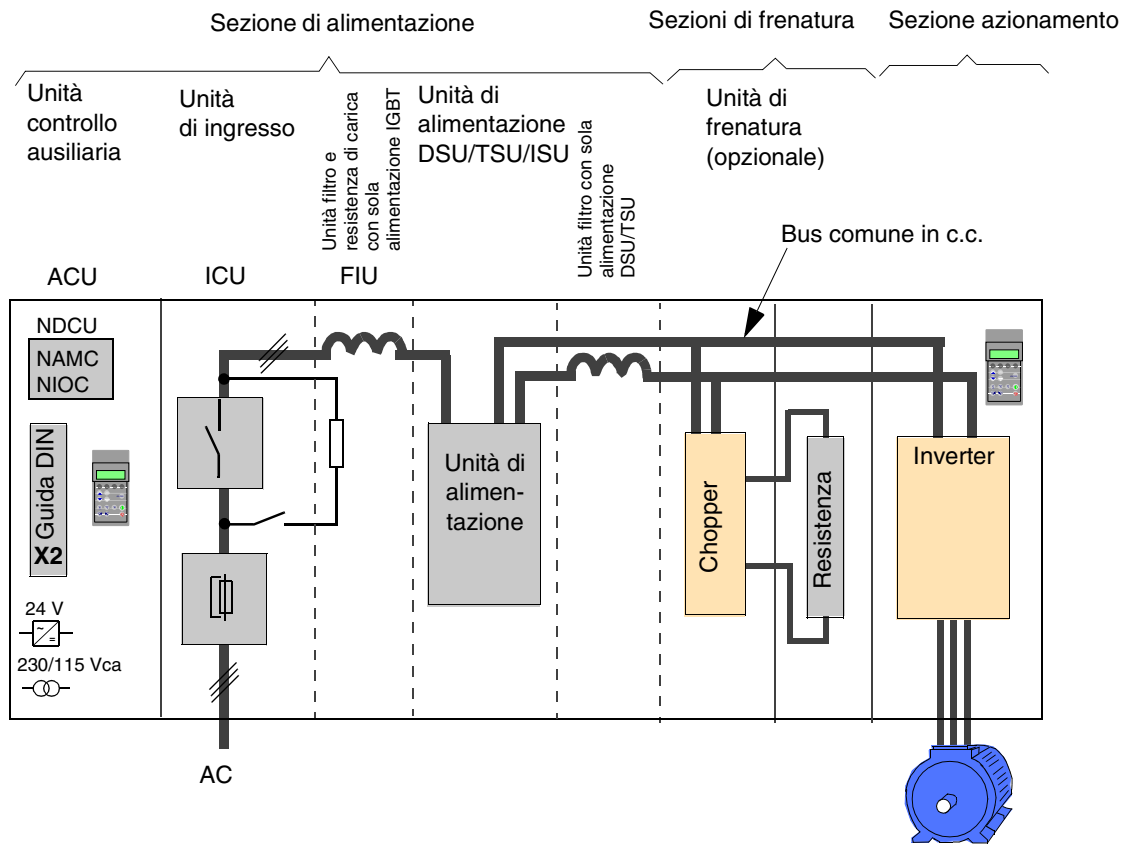 Sezione di alimentazione
Sezioni di frenatura
Sezione azionamento
Unità
controllo
ausiliaria
Unità
di ingresso
Unità filtro e
resistenza di carica
con sola
alimentazione IGBT
Unità di
alimentazione
DSU/TSU/ISU
Unità filtro con sola
alimentazione
DSU/TSU
Unità di
frenatura
(opzionale)
Bus comune in c.c.
ACU
ICU
FIU
NDCU
NAMC
NIOC
Guida DIN
X2
24 V
~
=
230/115 Vca
Unità di
alimen-
tazione
Chopper
Resistenza
Inverter
AC